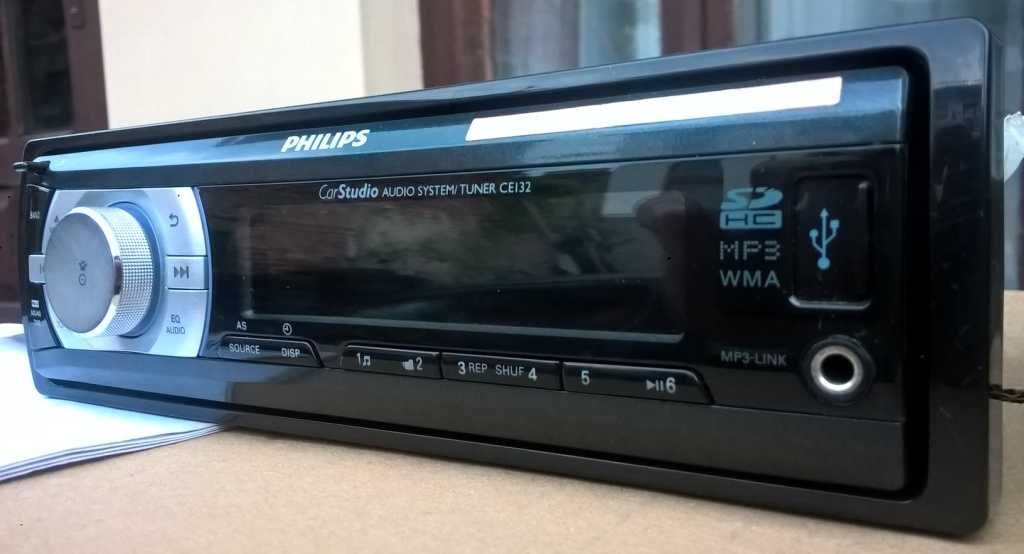 PHILIPS
CarStudio AUDIO SYSTEM/ TUNER CE132
BAND
SD
HC
MP3
WMA
EQ
AUDIO
AS
SOURCE DISP
1 2
3 REP SHUF 4
5 6
MP3-LINK